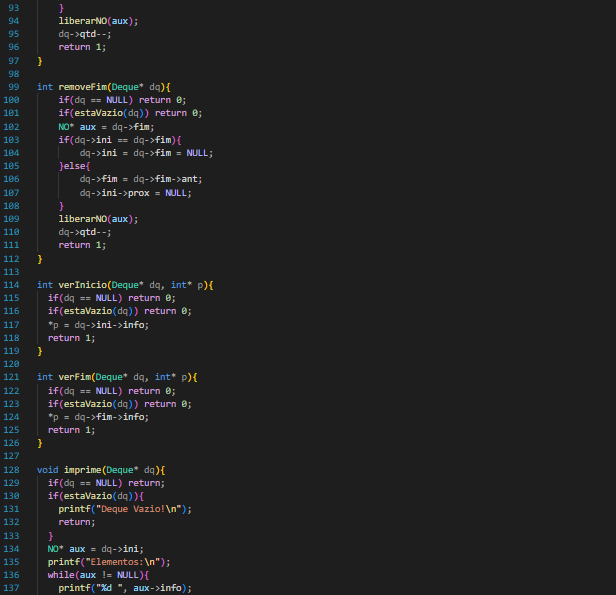 93 }
94 liberarNO(aux);
95 dq->qtd--;
96 return 1;
97 }
98
99 int removeFim(Deque* dq){
100 if(dq == NULL) return 0;
101 if(estaVazio(dq)) return 0;
102 NO* aux = dq->fim;
103 if(dq->ini == dq->fim){
104 dq->ini = dq->fim = NULL;
105 }else{
106 dq->fim = dq->fim->ant;
107 dq->ini->prox = NULL;
108 }
109 liberarNO(aux);
110 dq->qtd--;
111 return 1;
112 }
113
114 int verInicio(Deque* dq, int* p){
115 if(dq == NULL) return 0;
116 if(estaVazio(dq)) return 0;
117 *p = dq->ini->info;
118 return 1;
119 }
120
121 int verFim(Deque* dq, int* p){
122 if(dq == NULL) return 0;
123 if(estaVazio(dq)) return 0;
124 *p = dq->fim->info;
125 return 1;
126 }
127
128 void imprime(Deque* dq){
129 if(dq == NULL) return;
130 if(estaVazio(dq)){
131 printf("Deque Vazio!\n");
132 return;
133 }
134 NO* aux = dq->ini;
135 printf("Elementos:\n");
136 while(aux != NULL){
137 printf("%d ", aux->info);